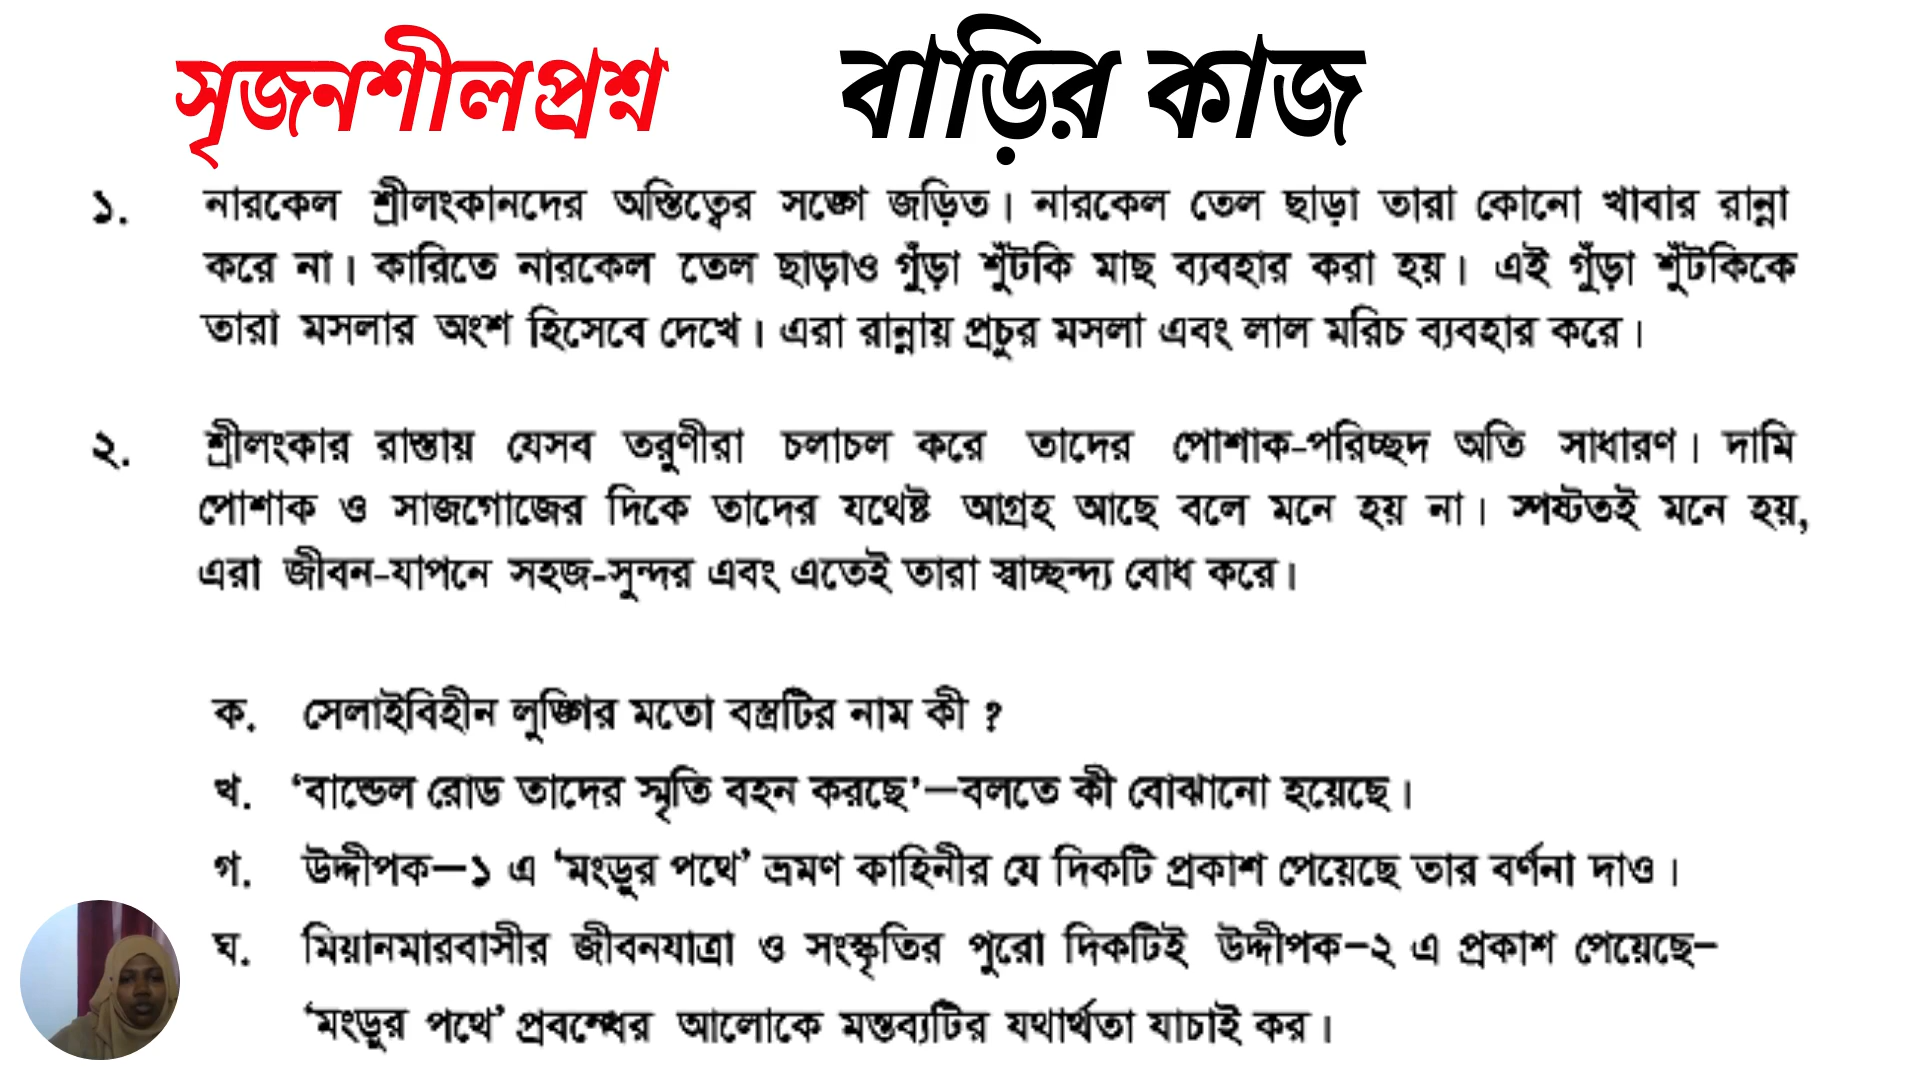 সৃজনশীলপ্রশ্ন বাড়ির কাজ
১. নারকেল শ্রীলংকানদের অস্তিত্বের সঙ্গে জড়িত। নারকেল তেল ছাড়া তারা কোনো খাবার রান্না
করে না। কারিতে নারকেল তেল ছাড়াও গুঁড়া শুঁটকি মাছ ব্যবহার করা হয়। এই গুঁড়া শুঁটকিকে
তারা মসলার অংশ হিসেবে দেখে। এরা রান্নায় প্রচুর মসলা এবং লাল মরিচ ব্যবহার করে।
২. শ্রীলংকার রাস্তায় যেসব তরুণীরা চলাচল করে তাদের পোশাক-পরিচ্ছদ অতি সাধারণ। দামি
পোশাক ও সাজগোজের দিকে তাদের যথেষ্ট আগ্রহ আছে বলে মনে হয় না। স্পষ্টতই মনে হয়,
এরা জীবন-যাপনে সহজ-সুন্দর এবং এতেই তারা স্বাচ্ছন্দ্য বোধ করে।
ক. সেলাইবিহীন লুঙ্গির মতো বস্ত্রটির নাম কী ?
খ. ‘বান্ডেল রোড তাদের স্মৃতি বহন করছে’—বলতে কী বোঝানো হয়েছে।
গ. উদ্দীপক—১ এ ‘মংডুর পথে’ ভ্রমণ কাহিনীর যে দিকটি প্রকাশ পেয়েছে তার বর্ণনা দাও।
ঘ. মিয়ানমারবাসীর জীবনযাত্রা ও সংস্কৃতির পুরো দিকটিই উদ্দীপক—২ এ প্রকাশ পেয়েছে—
‘মংডুর পথে’ প্রবন্ধের আলোকে মন্তব্যটির যথার্থতা যাচাই কর।